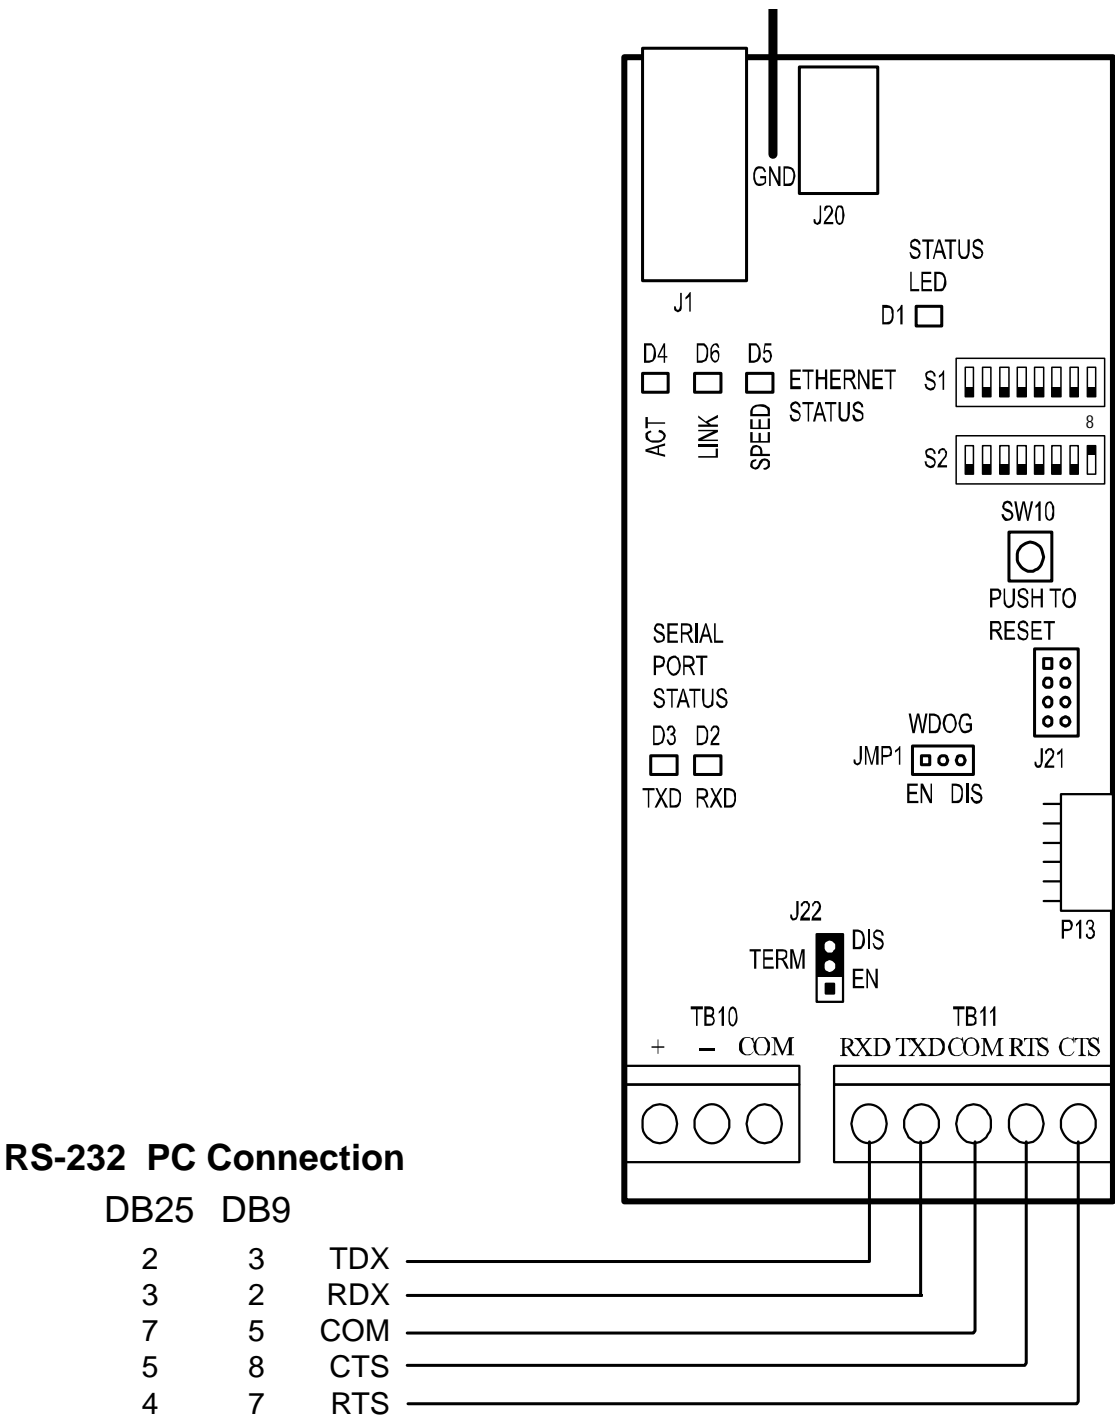 GND
J20
STATUS
LED
J1
D1
D4 D6 D5
ETHERNET
STATUS
ACT
LINK
SPEED
S1
8
S2
SW10
PUSH TO
RESET
SERIAL
PORT
STATUS
D3 D2
TXD RXD
WDOG
JMP1
EN DIS
J21
P13
J22
DIS
TERM
EN
TB10
+ – COM
TB11
RXD TXD COM RTS CTS
RS-232 PC Connection
DB25 DB9
2 3 TDX
3 2 RDX
7 5 COM
5 8 CTS
4 7 RTS